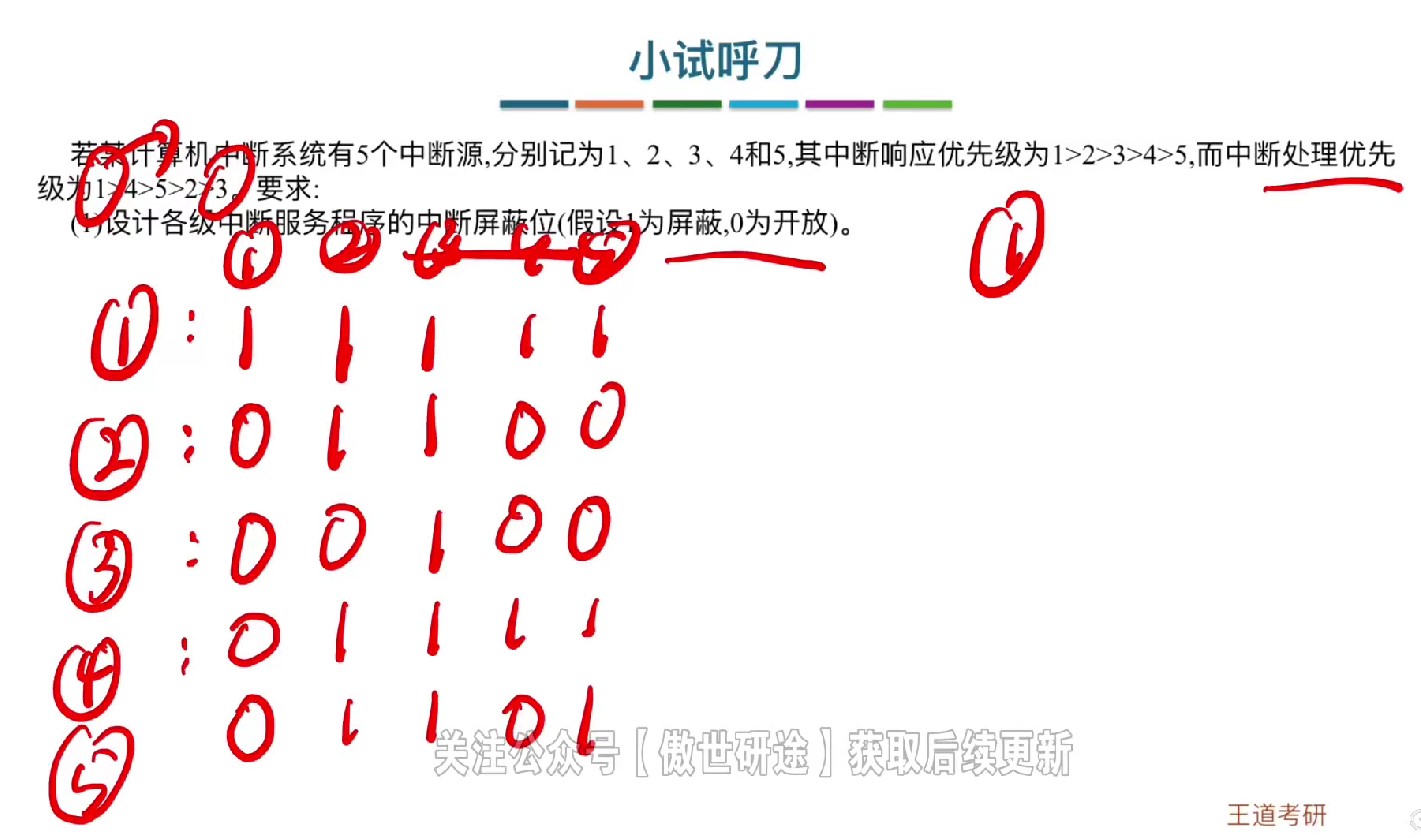 小试呼刀
若某计算机中断系统有5个中断源,分别记为1、2、3、4和5,其中断响应优先级为1>2>3>4>5,而中断处理优先
级为1>4>5>2>3。要求:
(1)设计各级中断服务程序的中断屏蔽位(假设1为屏蔽,0为开放)。
① ② ③ 4 ⑤
①
① : 1 1 1 1 1
② : 0 1 1 0 0
③ : 0 0 1 0 0
④ : 0 1 1 1 1
⑤ 0 1 1 0 1
关注公众号【傲世研途】获取后续更新
王道考研